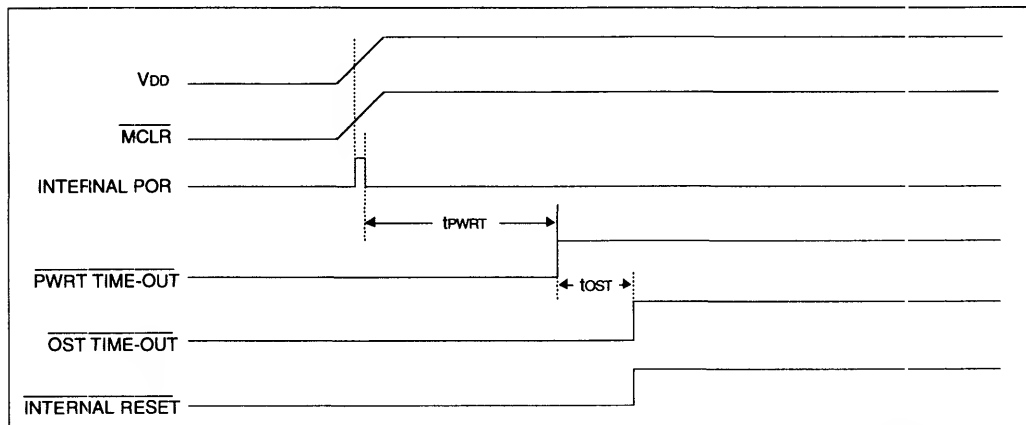 VDD
MCLR
INTEFINAL POR
tPWRT
PWRT TIME-OUT
tOST
OST TIME-OUT
INTERNAL RESET